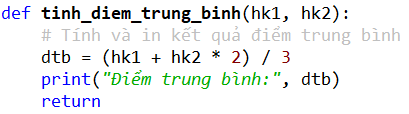 def tinh_diem_trung_binh(hk1, hk2):
    # Tính và in kết quả điểm trung bình
    dtb = (hk1 + hk2 * 2) / 3
    print("Điểm trung bình:", dtb)
    return